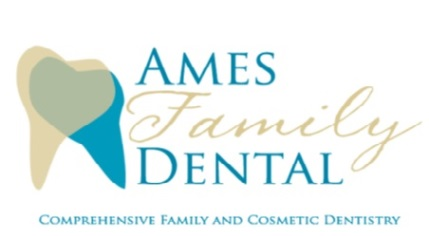 AMES
Family
DENTAL
COMPREHENSIVE FAMILY AND COSMETIC DENTISTRY